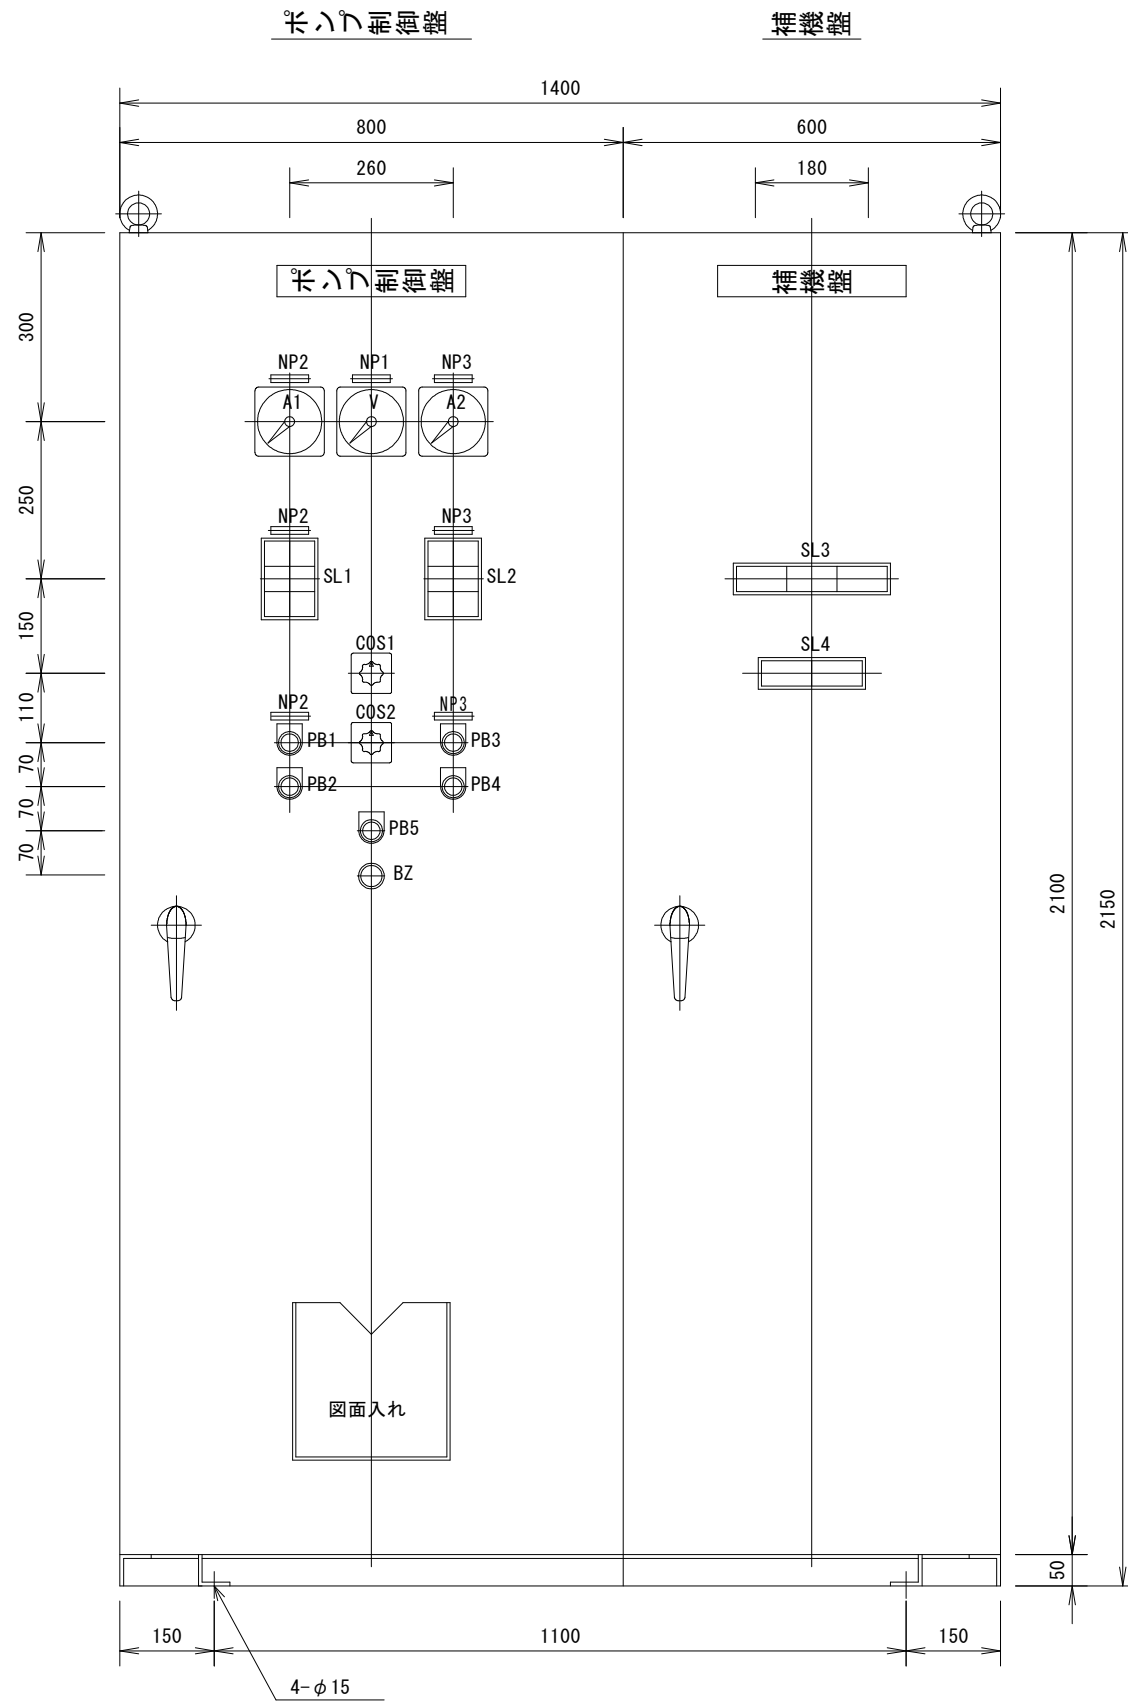 ポンプ制御盤
補機盤
1400
800
600
260
180
ポンプ制御盤
補機盤
300
NP2
NP1
NP3
A1
V
A2
250
NP2
NP3
SL1
SL2
SL3
150
COS1
SL4
110
NP2
COS2
NP3
PB1
PB3
70
PB2
PB4
70
PB5
70
BZ
2100
2150
図面入れ
50
150
1100
150
4-φ15